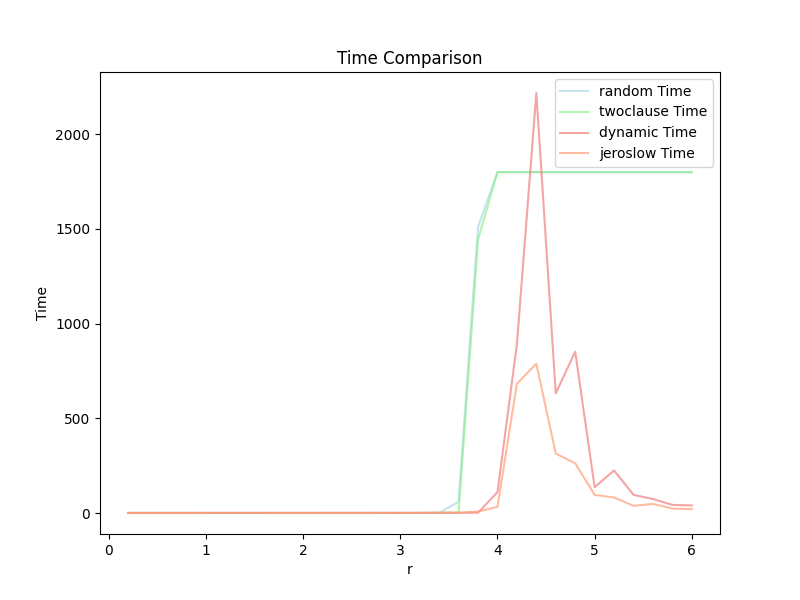 Time Comparison
random Time
twoclause Time
dynamic Time
jeroslow Time
2000
1500
1000
500
0
Time
0 1 2 3 4 5 6
r